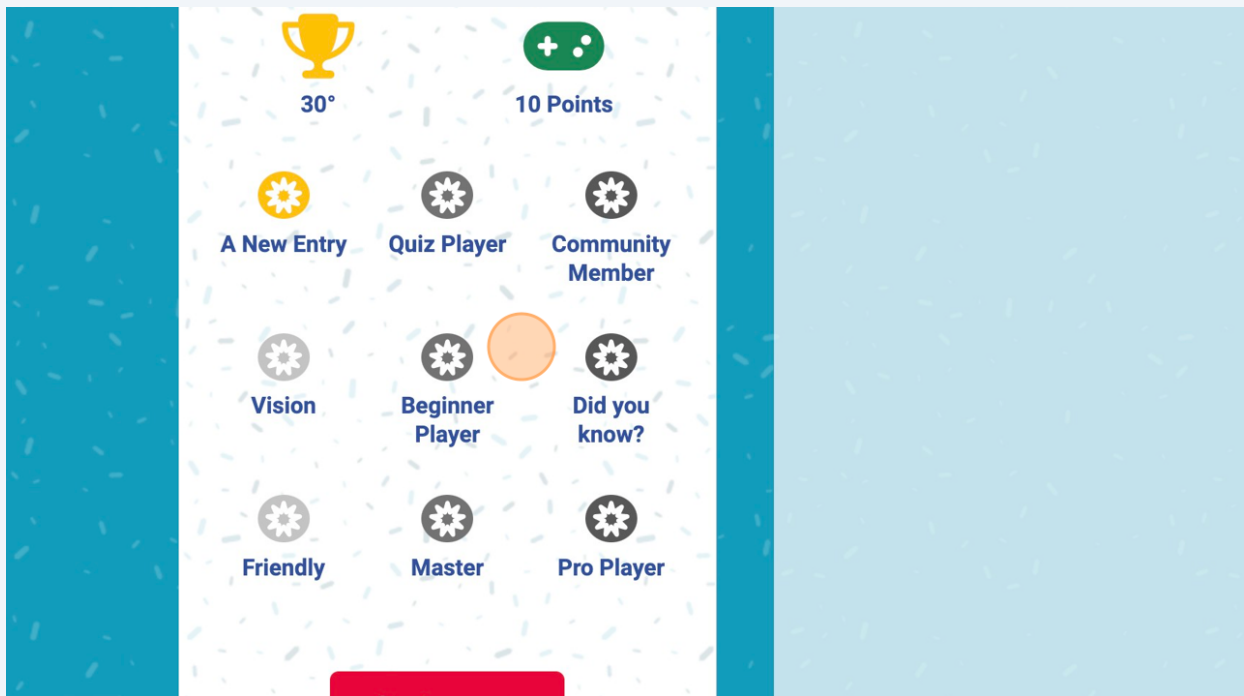 30°
10 Points
A New Entry
Quiz Player
Community
Member
Vision
Beginner
Player
Did you
know?
Friendly
Master
Pro Player